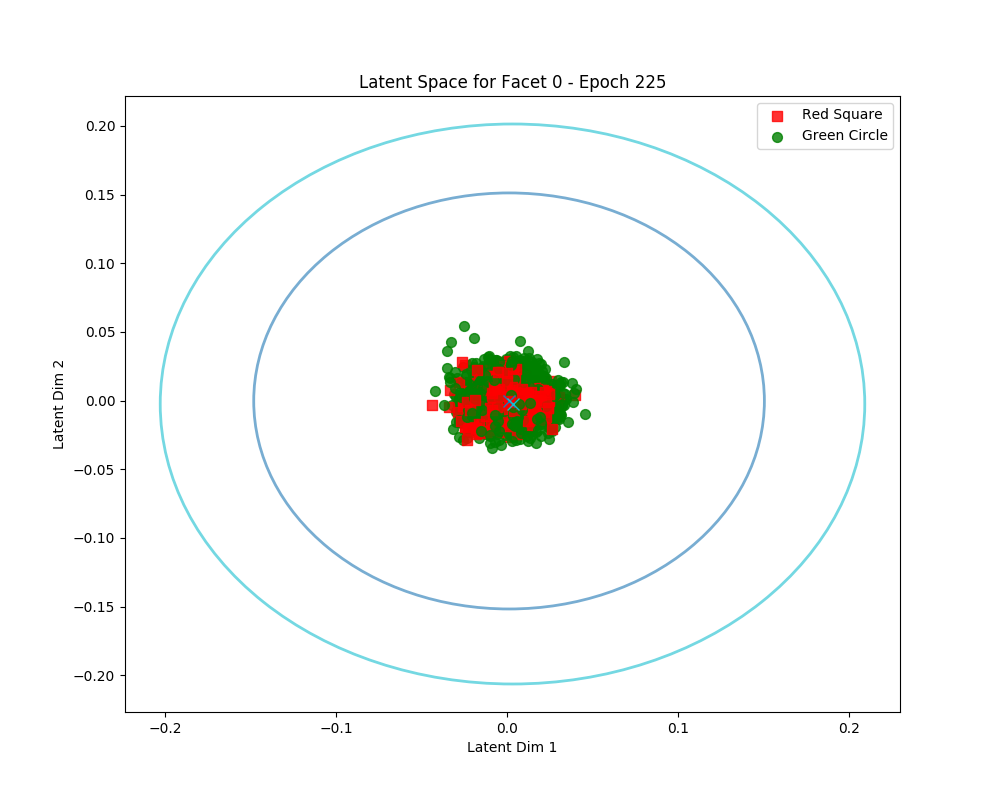 Latent Space for Facet 0 - Epoch 225
Red Square
Green Circle
0.20
0.15
0.10
0.05
0.00
−0.05
−0.10
−0.15
−0.20
Latent Dim 2
−0.2
−0.1
0.0
0.1
0.2
Latent Dim 1